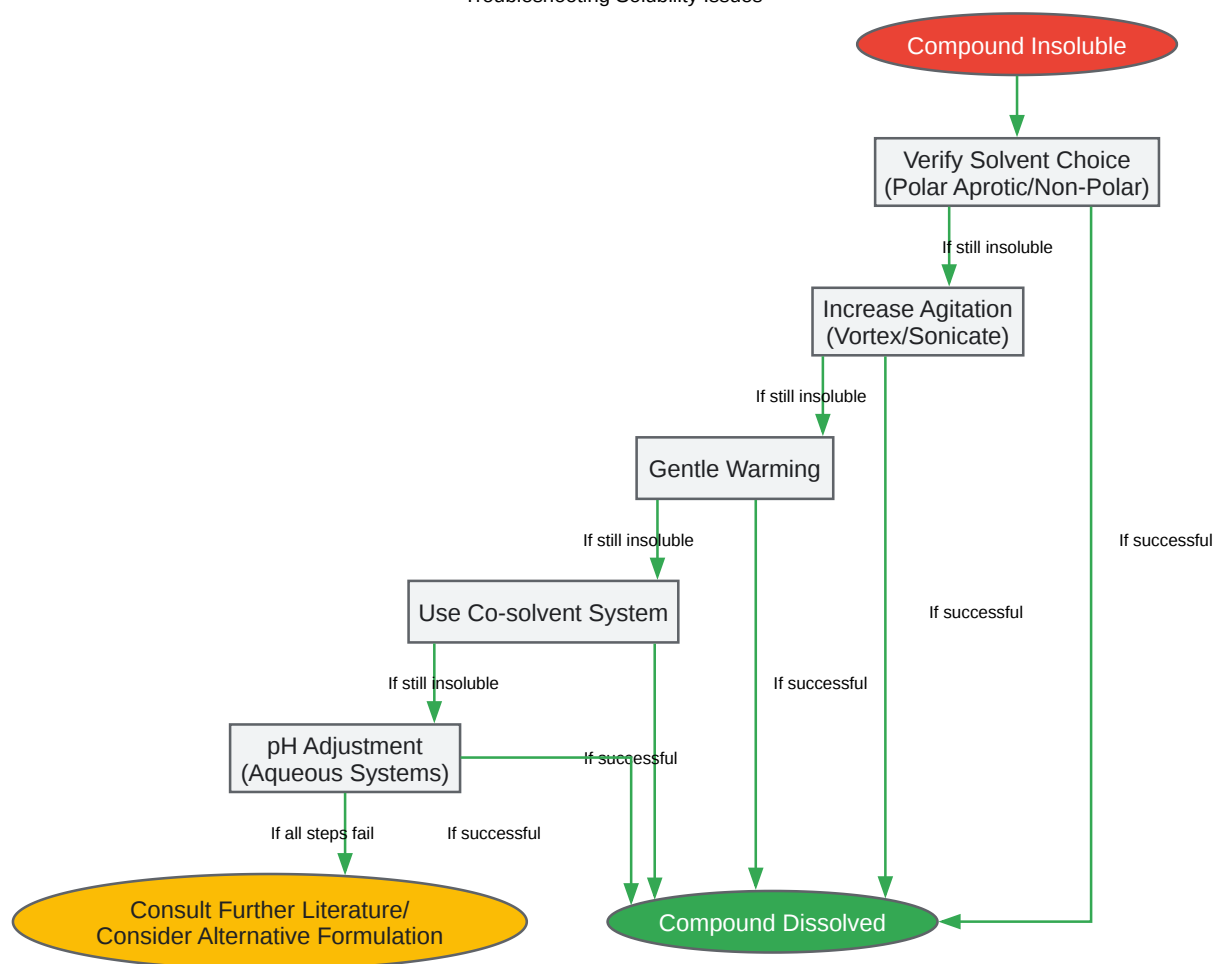 Troubleshooting Solubility Issues
Compound Insoluble
Verify Solvent Choice
(Polar Aprotic/Non-Polar)
If still insoluble
Increase Agitation
(Vortex/Sonicate)
If still insoluble
Gentle Warming
If still insoluble
If successful
Use Co-solvent System
If successful
If still insoluble
If successful
pH Adjustment
(Aqueous Systems)
If successful
If all steps fail
If successful
Consult Further Literature/
Consider Alternative Formulation
Compound Dissolved